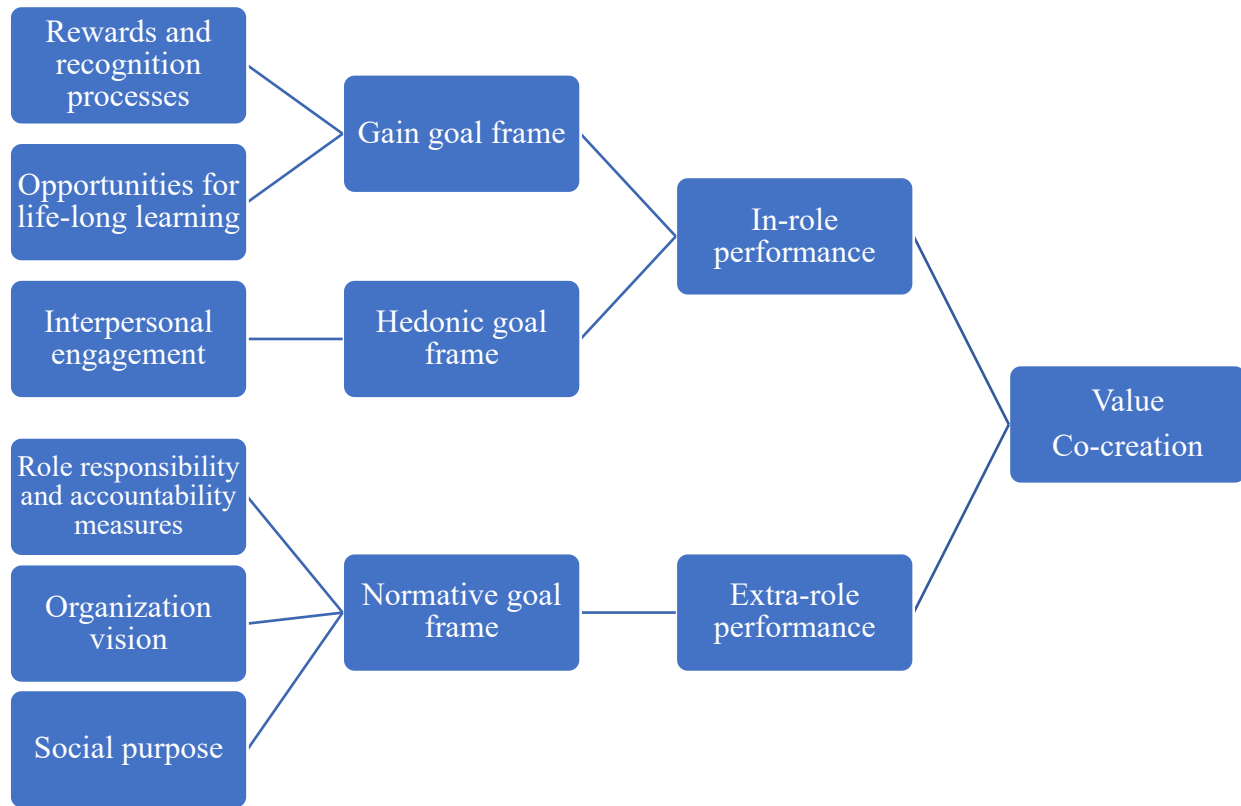 Rewards and
recognition
processes
Opportunities for
life-long learning
Interpersonal
engagement
Role responsibility
and accountability
measures
Organization
vision
Social purpose
Gain goal frame
Hedonic goal
frame
Normative goal
frame
In-role
performance
Extra-role
performance
Value
Co-creation